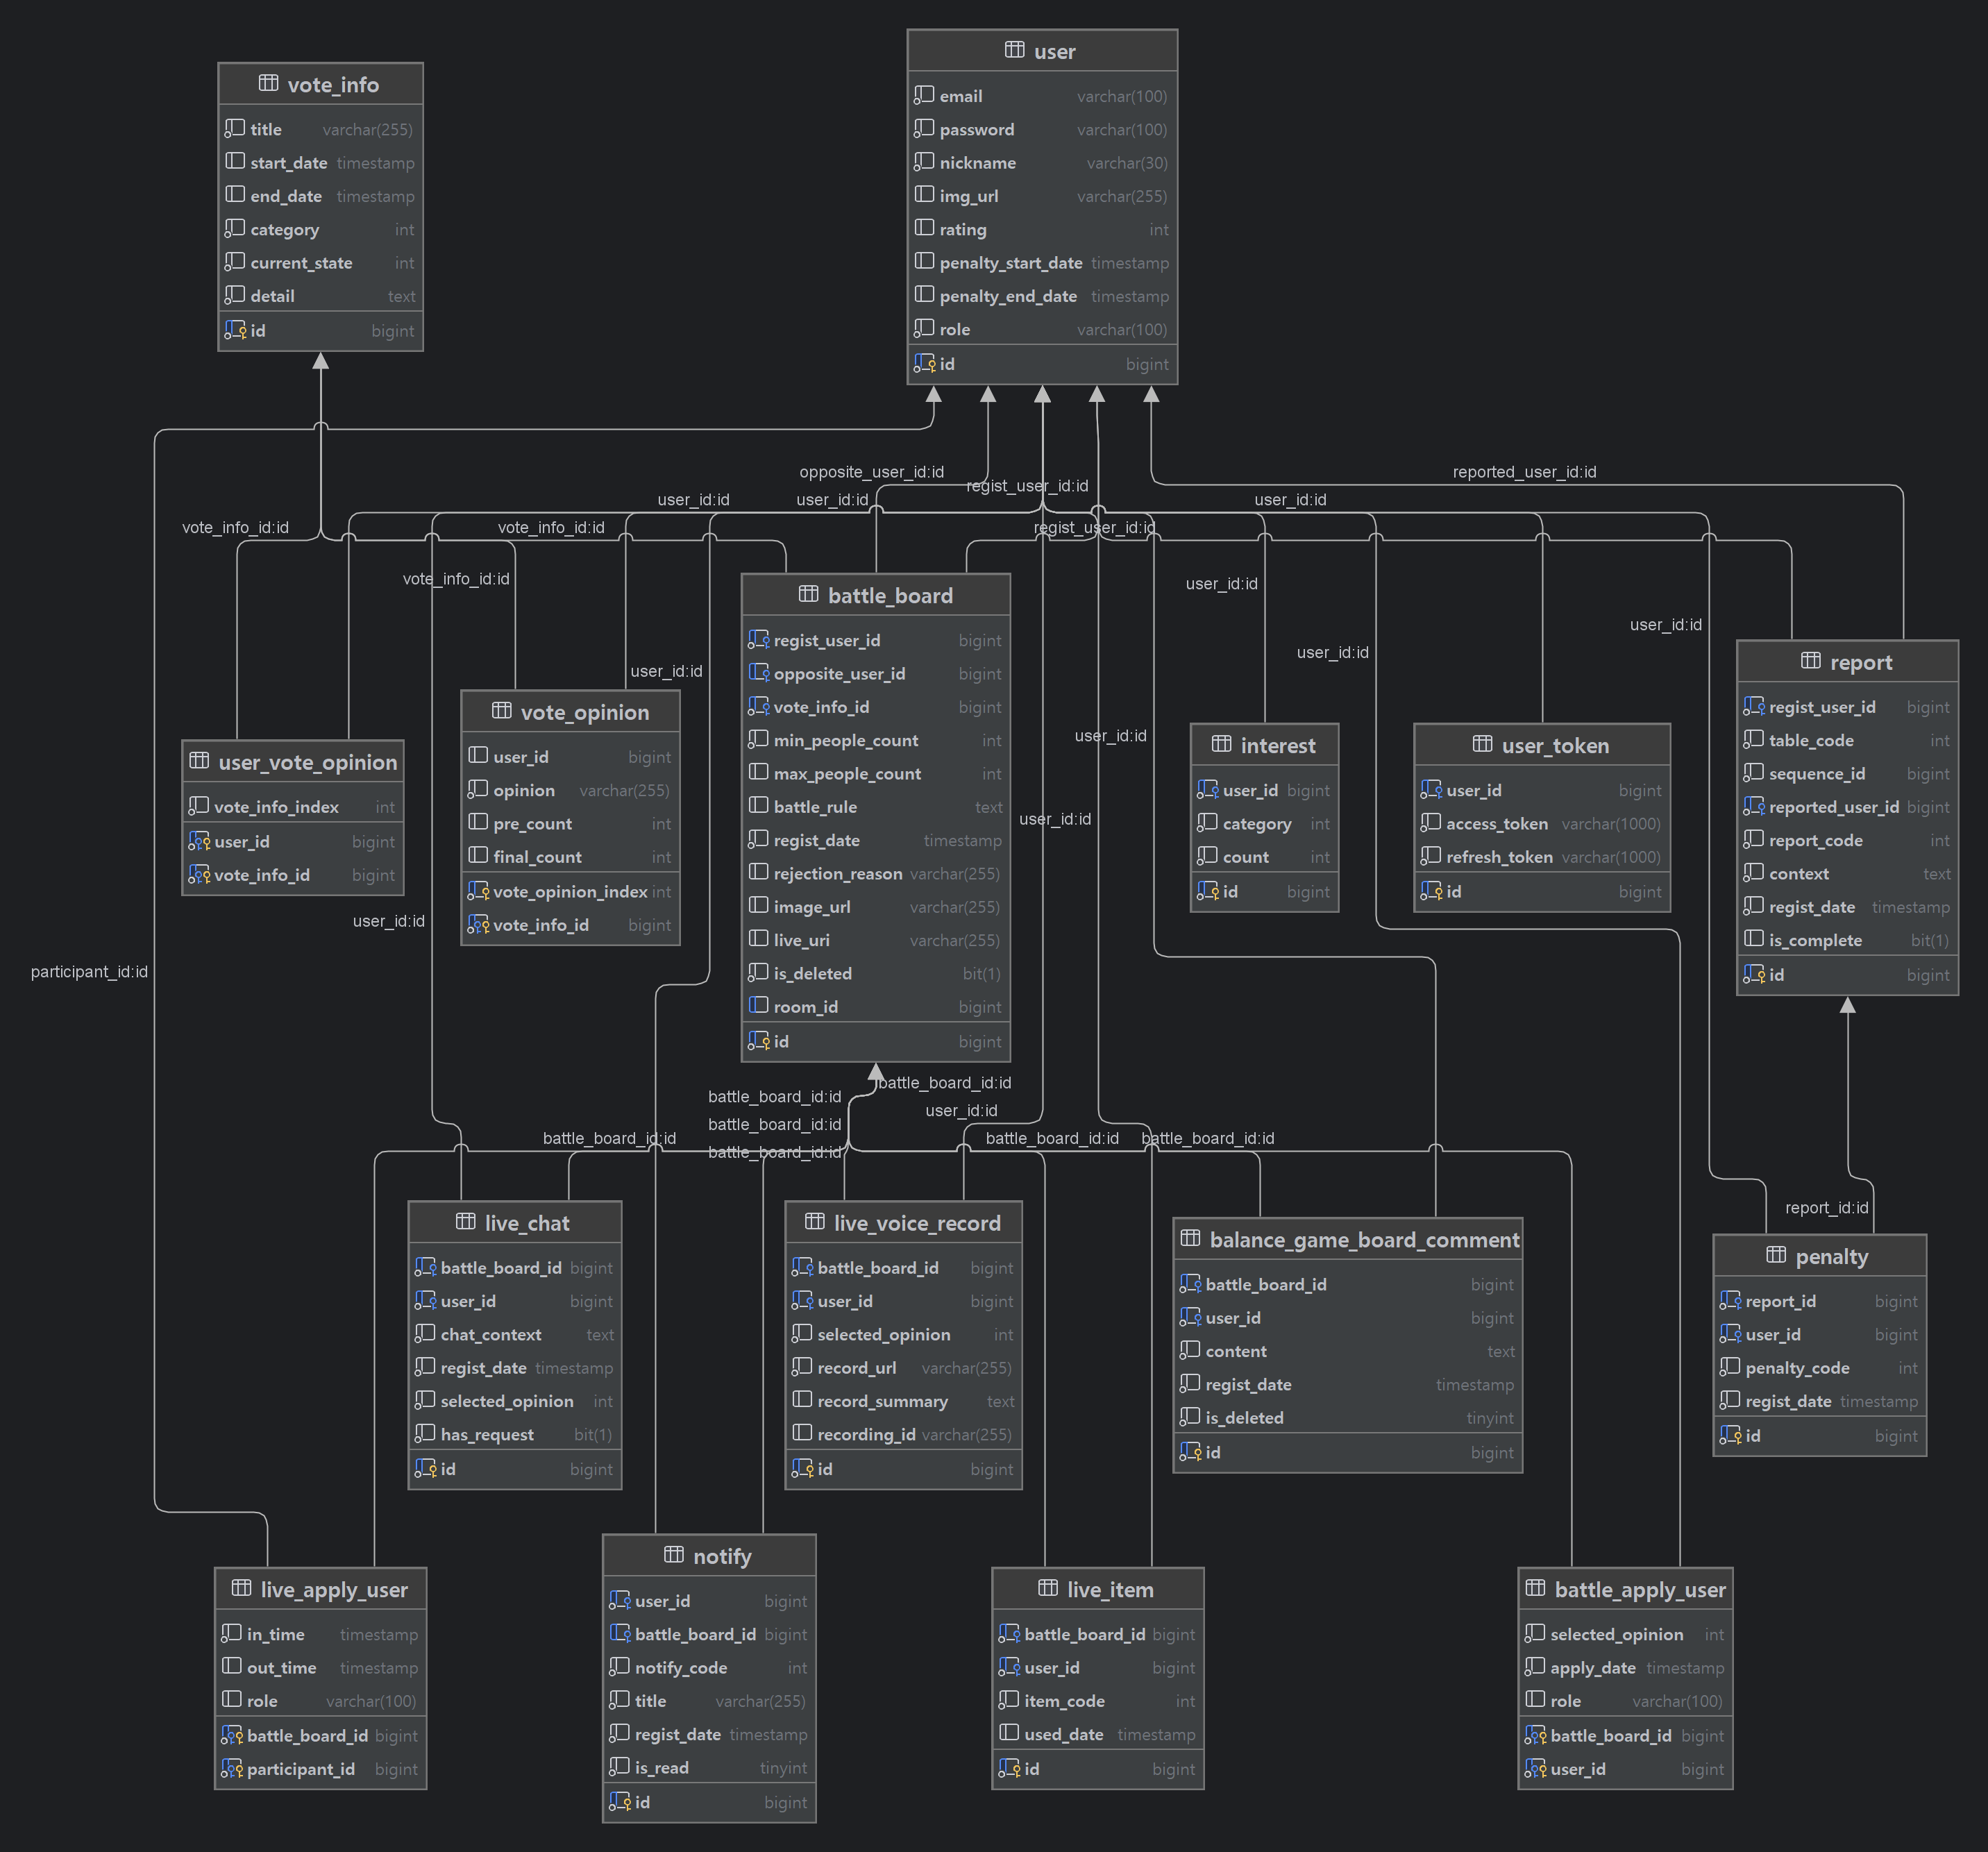 user
email varchar(100)
password varchar(100)
nickname varchar(30)
img_url varchar(255)
rating int
penalty_start_date timestamp
penalty_end_date timestamp
role varchar(100)
id bigint
vote_info
title varchar(255)
start_date timestamp
end_date timestamp
category int
current_state int
detail text
id bigint
opposite_user_id:id
reported_user_id:id
regist_user_id:id
user_id:id
user_id:id
user_id:id
vote_info_id:id
vote_info_id:id
regist_user_id:id
vote_info_id:id
user_id:id
user_id:id
user_id:id
user_id:id
user_id:id
user_id:id
user_id:id
participant_id:id
battle_board
regist_user_id bigint
opposite_user_id bigint
vote_info_id bigint
min_people_count int
max_people_count int
battle_rule text
regist_date timestamp
rejection_reason varchar(255)
image_url varchar(255)
live_uri varchar(255)
is_deleted bit(1)
room_id bigint
id bigint
report
regist_user_id bigint
table_code int
sequence_id bigint
reported_user_id bigint
report_code int
context text
regist_date timestamp
is_complete bit(1)
id bigint
vote_opinion
user_id bigint
opinion varchar(255)
pre_count int
final_count int
vote_opinion_index int
vote_info_id bigint
user_vote_opinion
vote_info_index int
user_id bigint
vote_info_id bigint
interest
user_id bigint
category int
count int
id bigint
user_token
user_id bigint
access_token varchar(1000)
refresh_token varchar(1000)
id bigint
user_id:id
battle_board_id:id
battle_board_id:id
user_id:id
battle_board_id:id
battle_board_id:id
battle_board_id:id
battle_board_id:id
battle_board_id:id
report_id:id
live_chat
battle_board_id bigint
user_id bigint
chat_context text
regist_date timestamp
selected_opinion int
has_request bit(1)
id bigint
live_voice_record
battle_board_id bigint
user_id bigint
selected_opinion int
record_url varchar(255)
record_summary text
recording_id varchar(255)
id bigint
balance_game_board_comment
battle_board_id bigint
user_id bigint
content text
regist_date timestamp
is_deleted tinyint
id bigint
penalty
report_id bigint
user_id bigint
penalty_code int
regist_date timestamp
id bigint
live_apply_user
in_time timestamp
out_time timestamp
role varchar(100)
battle_board_id bigint
participant_id bigint
notify
user_id bigint
battle_board_id bigint
notify_code int
title varchar(255)
regist_date timestamp
is_read tinyint
id bigint
live_item
battle_board_id bigint
user_id bigint
item_code int
used_date timestamp
id bigint
battle_apply_user
selected_opinion int
apply_date timestamp
role varchar(100)
battle_board_id bigint
user_id bigint